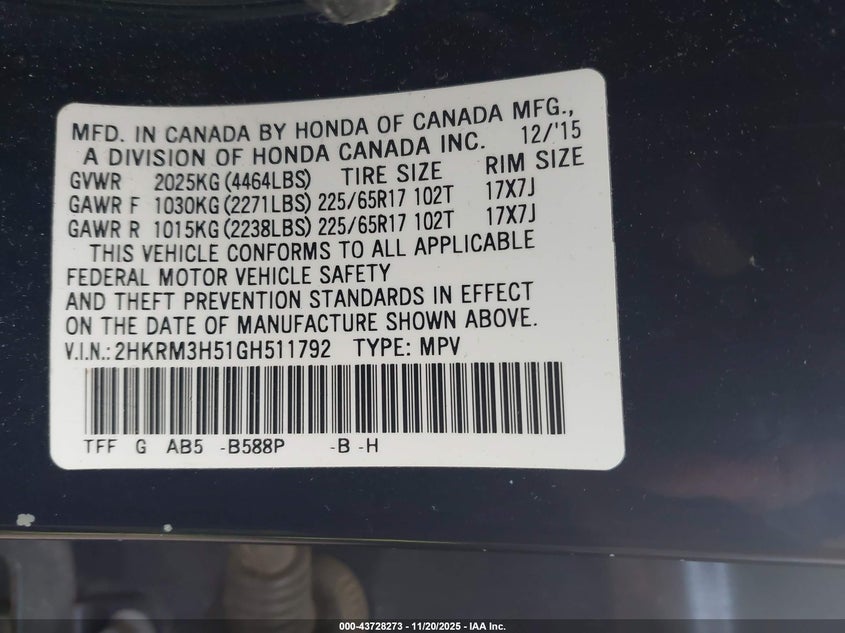 MFD. IN CANADA BY HONDA OF CANADA MFG.,
A DIVISION OF HONDA CANADA INC. 12/'15
GVWR 2025KG (4464LBS) TIRE SIZE RIM SIZE
GAWR F 1030KG (2271LBS) 225/65R17 102T 17X7J
GAWR R 1015KG (2238LBS) 225/65R17 102T 17X7J
THIS VEHICLE CONFORMS TO ALL APPLICABLE
FEDERAL MOTOR VEHICLE SAFETY
AND THEFT PREVENTION STANDARDS IN EFFECT
ON THE DATE OF MANUFACTURE SHOWN ABOVE.
V.I.N.: 2HKRM3H51GH511792 TYPE: MPV
TFF G AB5 -B588P -B -H
000-43728273 - 11/20/2025 - IAA Inc.